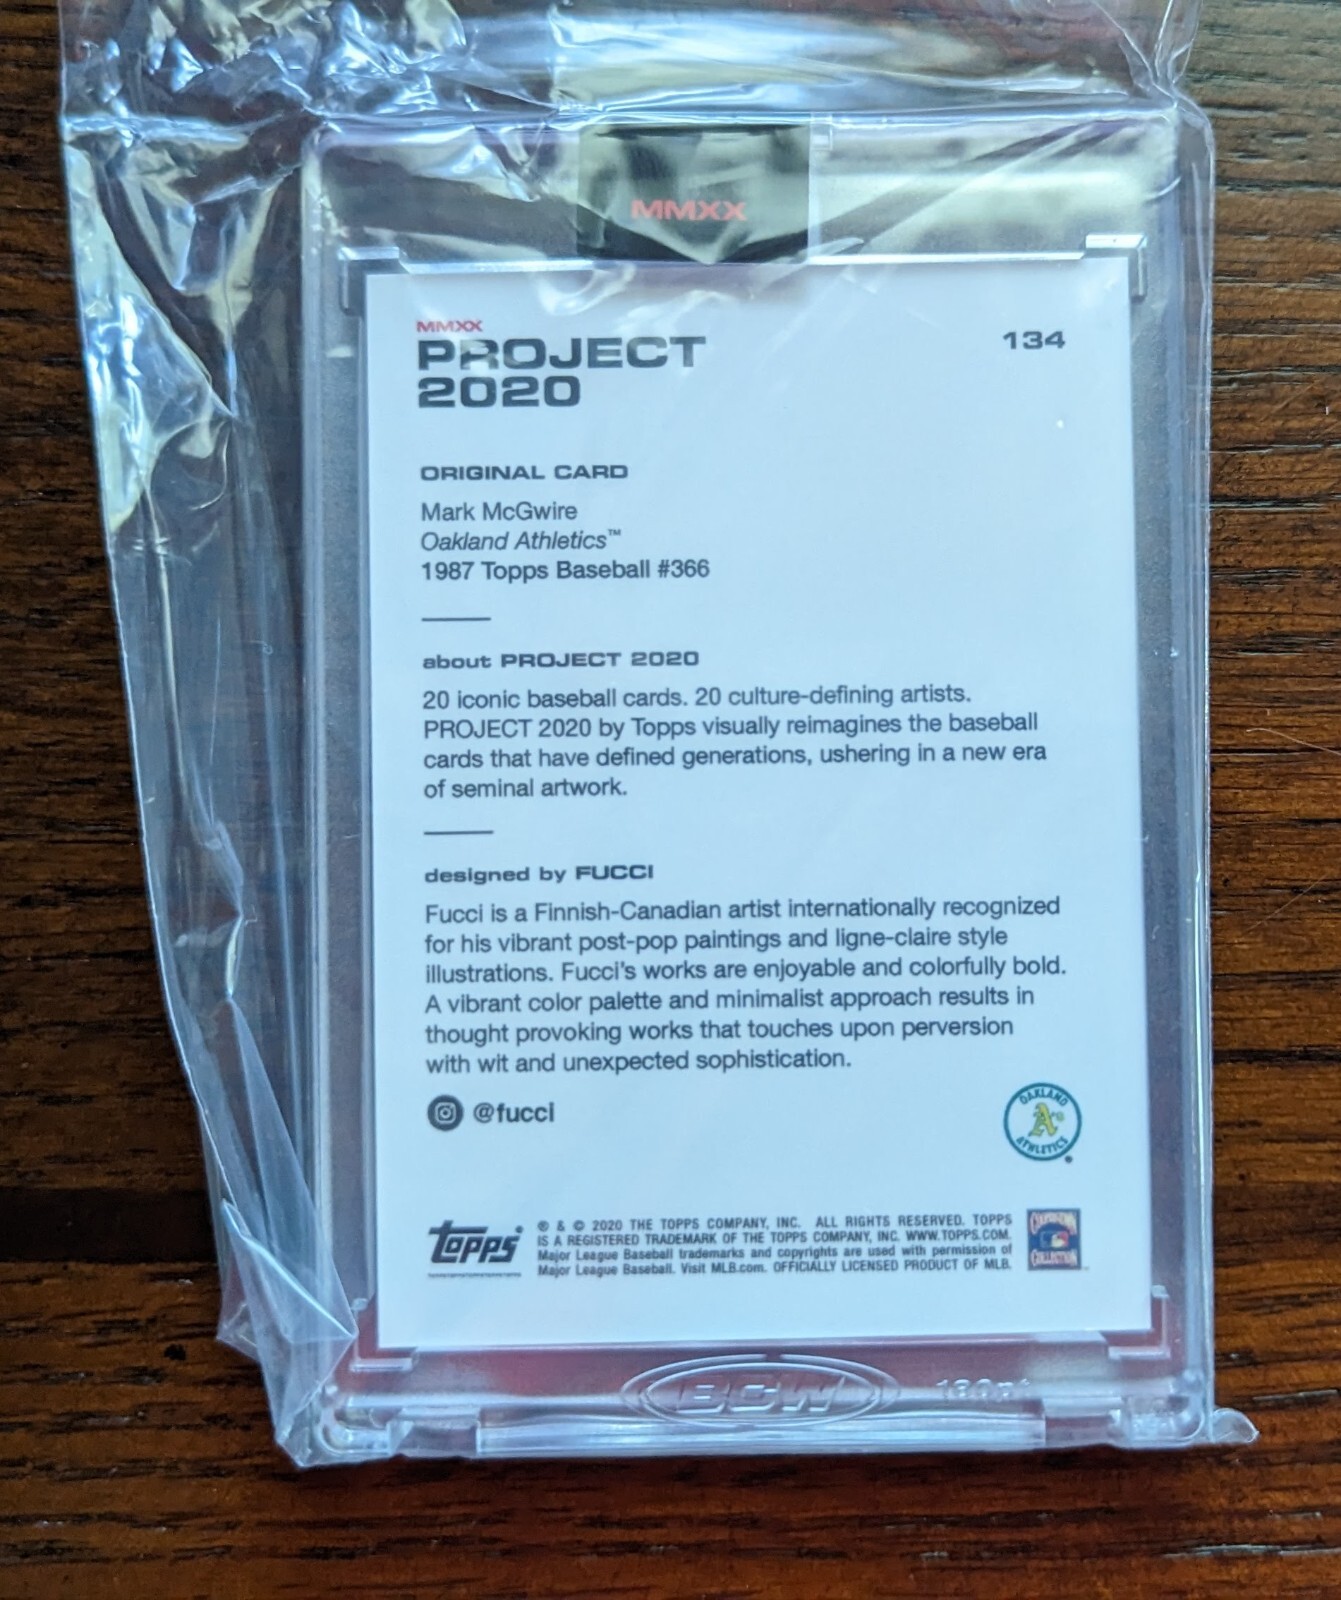 MMXX
MMXX
PROJECT
2020
134
ORIGINAL CARD
Mark McGwire
Oakland Athletics™
1987 Topps Baseball #366
about PROJECT 2020
20 iconic baseball cards. 20 culture-defining artists.
PROJECT 2020 by Topps visually reimagines the baseball
cards that have defined generations, ushering in a new era
of seminal artwork.
designed by FUCCI
Fucci is a Finnish-Canadian artist internationally recognized
for his vibrant post-pop paintings and ligne-claire style
illustrations. Fucci's works are enjoyable and colorfully bold.
A vibrant color palette and minimalist approach results in
thought provoking works that touches upon perversion
with wit and unexpected sophistication.
@fucci
OAKLAND
A's
ATHLETICS
®
Topps®
® & © 2020 THE TOPPS COMPANY, INC. ALL RIGHTS RESERVED. TOPPS
IS A REGISTERED TRADEMARK OF THE TOPPS COMPANY, INC. WWW.TOPPS.COM.
Major League Baseball trademarks and copyrights are used with permission of
Major League Baseball. Visit MLB.com. OFFICIALLY LICENSED PRODUCT OF MLB.
COLLECTION
BCW
180pt